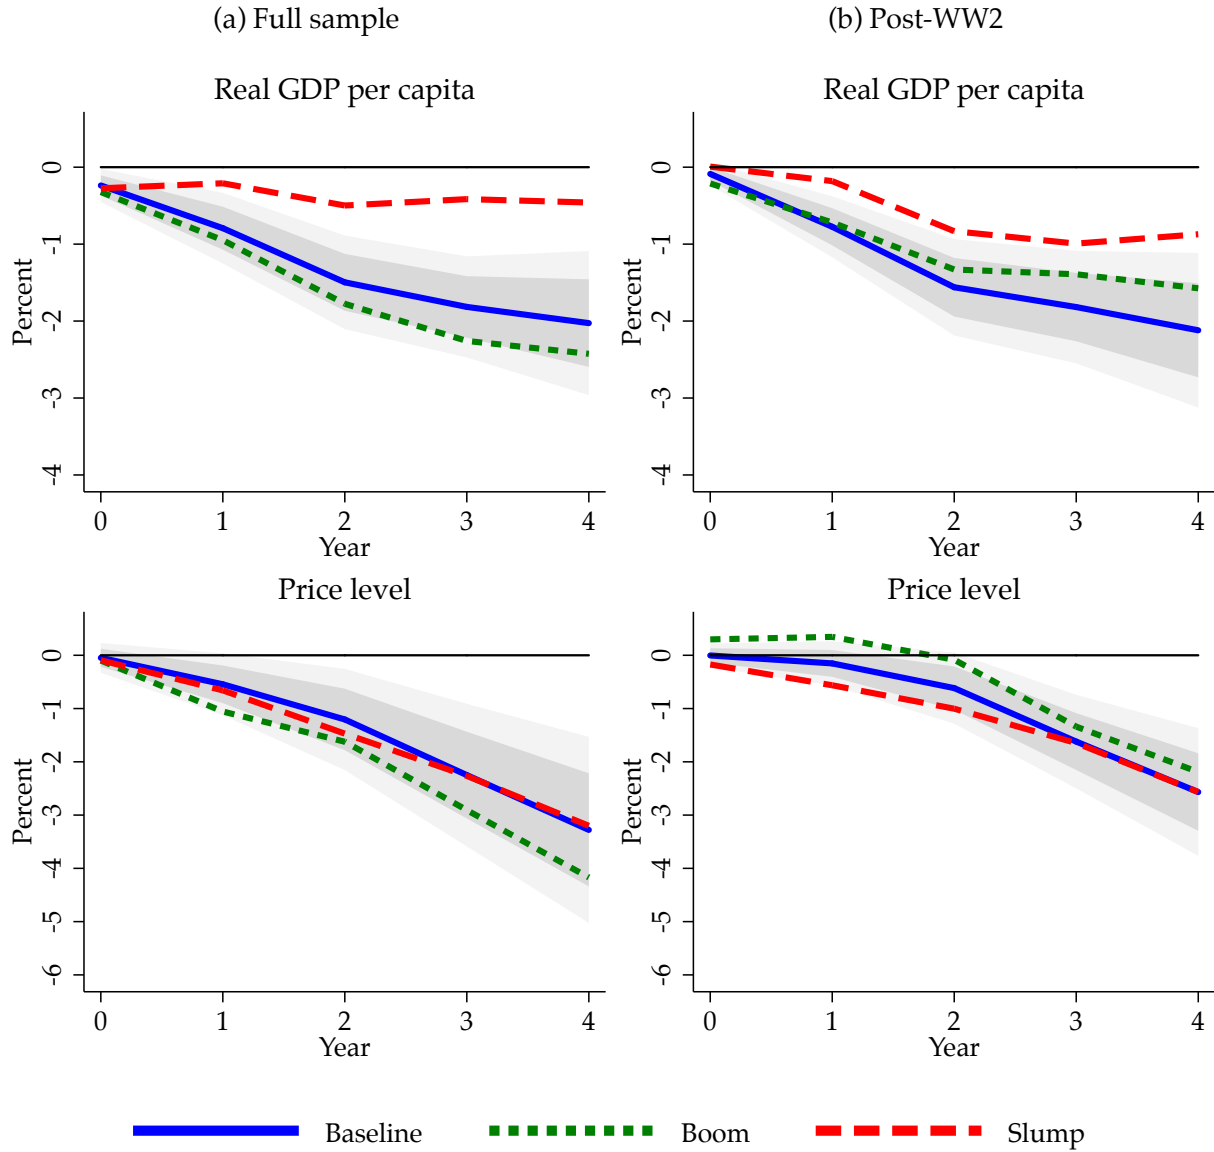 (a) Full sample
(b) Post-WW2
Real GDP per capita
Real GDP per capita
Percent
0
-1
-2
-3
-4
0 1 2 3 4
Year
Percent
0
-1
-2
-3
-4
0 1 2 3 4
Year
Price level
Price level
Percent
0
-1
-2
-3
-4
-5
-6
0 1 2 3 4
Year
Percent
0
-1
-2
-3
-4
-5
-6
0 1 2 3 4
Year
Baseline Boom Slump